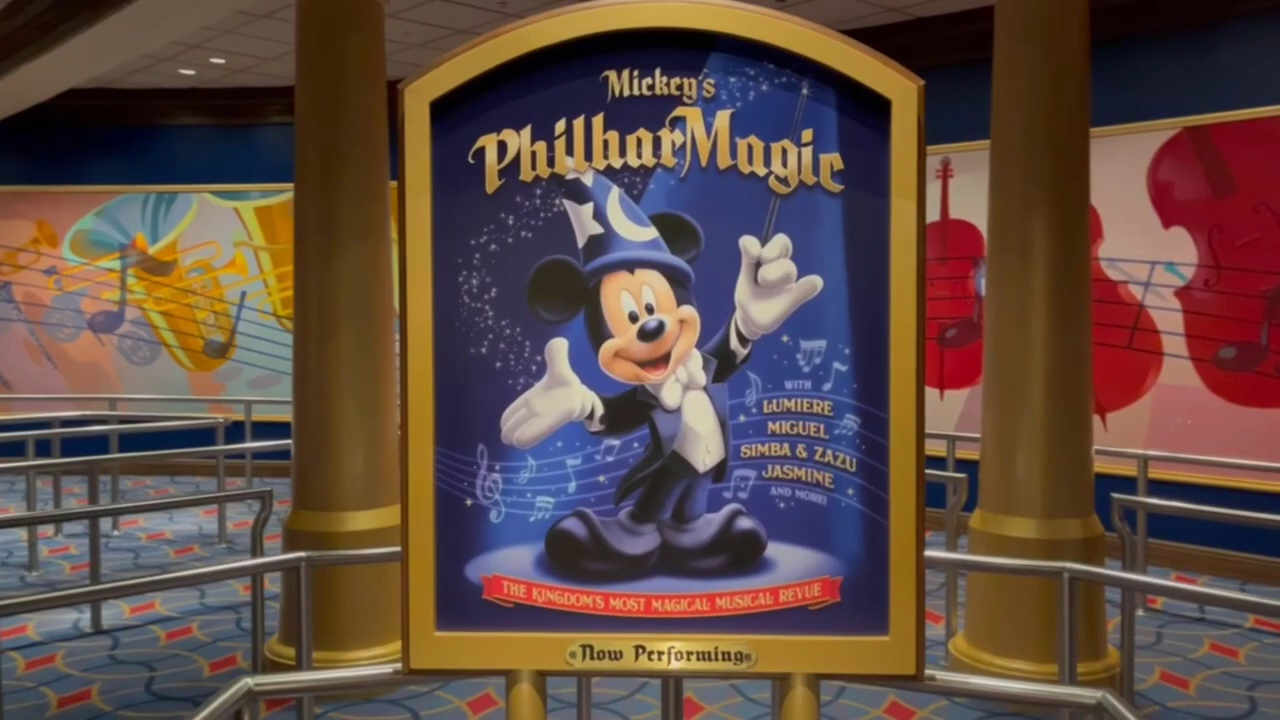 Mickey's
PhilharMagic
WITH
LUMIERE
MIGUEL
SIMBA & ZAZU
JASMINE
AND MORE!
THE KINGDOM'S MOST MAGICAL MUSICAL REVUE
Now Performing